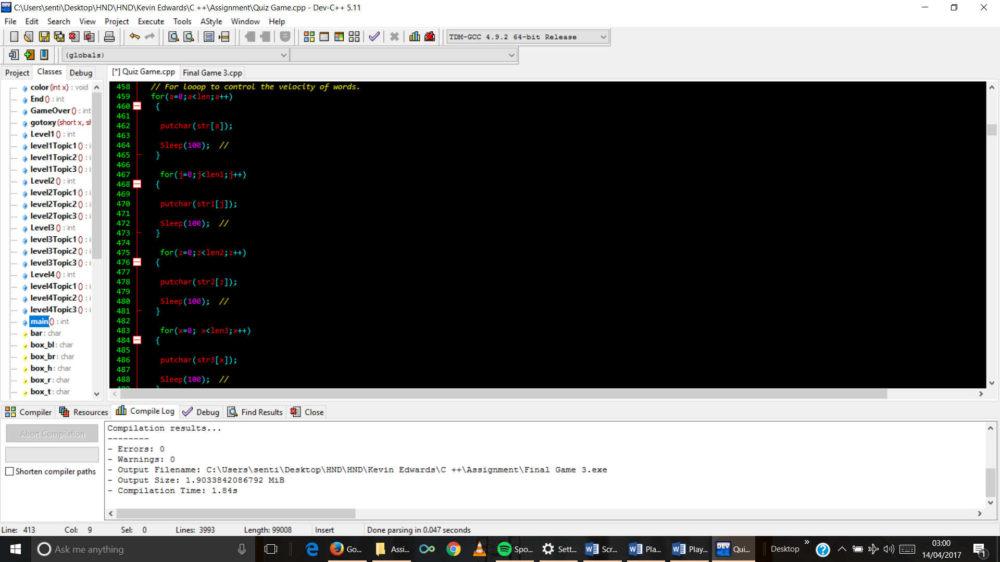 C:\Users\senti\Desktop\HND\HND\Kevin Edwards\C ++\Assignment\Quiz Game.cpp - Dev-C++ 5.11
File Edit Search View Project Execute Tools AStyle Window Help
TDM-GCC 4.9.2 64-bit Release
(globals)
Project Classes Debug
[*] Quiz Game.cpp Final Game 3.cpp
color (int x) : void
End () : int
GameOver () : int
gotoxy (short x, sh
Level1 () : int
level1Topic1 () : i
level1Topic2 () : i
level1Topic3 () : i
Level2 () : int
level2Topic1 () : i
level2Topic2 () : i
level2Topic3 () : i
Level3 () : int
level3Topic1 () : i
level3Topic2 () : i
level3Topic3 () : i
Level4 () : int
level4Topic1 () : i
level4Topic2 () : i
level4Topic3 () : i
main () : int
bar : char
box_bl : char
box_br : char
box_h : char
box_r : char
box_t : char
458 // For looop to control the velocity of words.
459 for(a=0;a<len;a++)
460 {
461
462 putchar(str[a]);
463
464 Sleep(100); //
465 }
466
467 for(j=0;j<len1;j++)
468 {
469
470 putchar(str1[j]);
471
472 Sleep(100); //
473 }
474
475 for(z=0;z<len2;z++)
476 {
477
478 putchar(str2[z]);
479
480 Sleep(100); //
481 }
482
483 for(x=0; x<len3;x++)
484 {
485
486 putchar(str3[x]);
487
488 Sleep(100); //
489 }
Compiler Resources Compile Log Debug Find Results Close
Abort Compilation
Shorten compiler paths
Compilation results...
--------
- Errors: 0
- Warnings: 0
- Output Filename: C:\Users\senti\Desktop\HND\HND\Kevin Edwards\C ++\Assignment\Final Game 3.exe
- Output Size: 1.9033842086792 MiB
- Compilation Time: 1.84s
Line: 413 Col: 9 Sel: 0 Lines: 3993 Length: 99008 Insert Done parsing in 0.047 seconds
Ask me anything
Go... Assi... Spo... Sett... Scr... Pla... Play... Qui... Desktop
03:00
14/04/2017
1